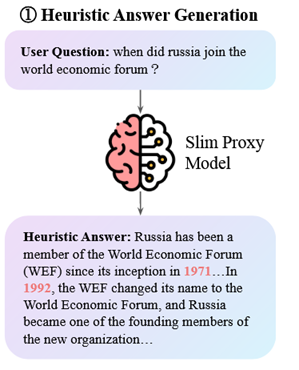 ① Heuristic Answer Generation
User Question: when did russia join the
world economic forum？
Slim Proxy
Model
Heuristic Answer: Russia has been a
member of the World Economic Forum
(WEF) since its inception in 1971…In
1992, the WEF changed its name to the
World Economic Forum, and Russia
became one of the founding members of
the new organization…